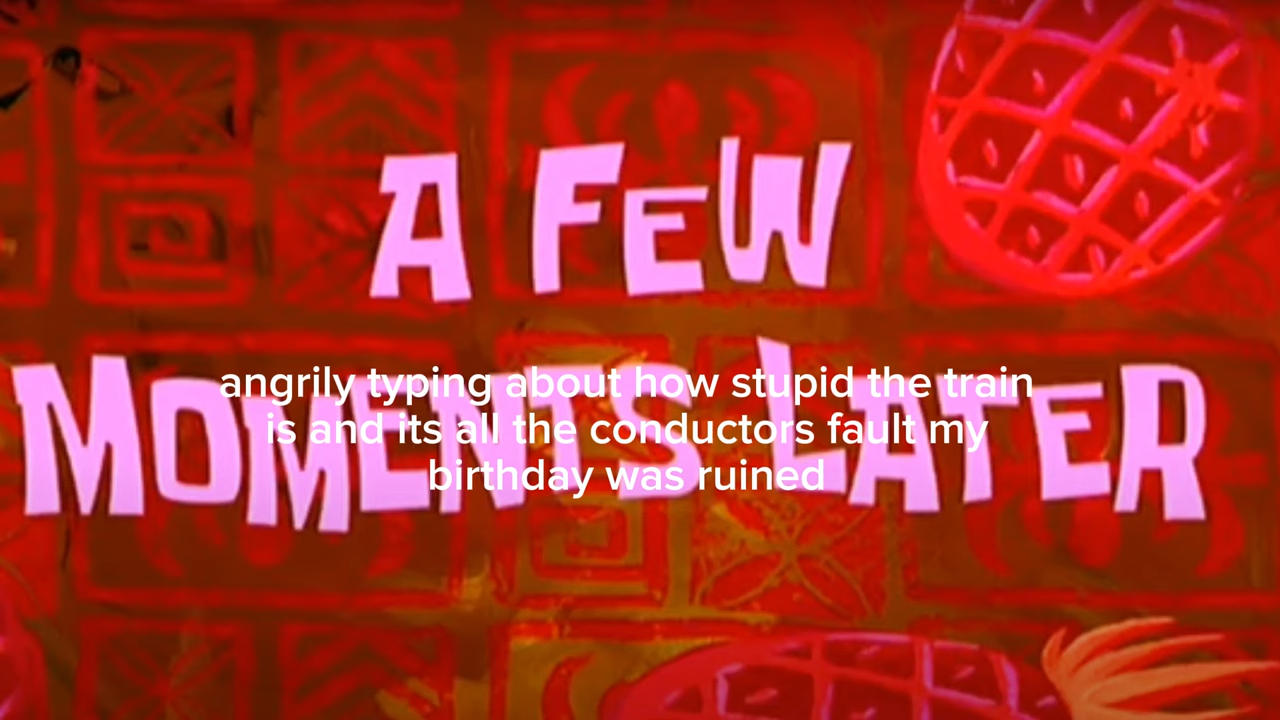 A FEW
MOMENTS LATER
angrily typing about how stupid the train
is and its all the conductors fault my
birthday was ruined